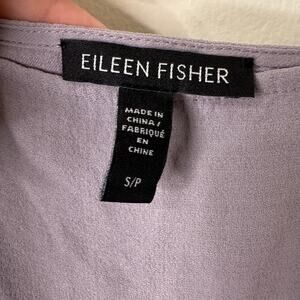 EILEEN FISHER
MADE IN
CHINA /
FABRIQUÉ
EN
CHINE
S/P